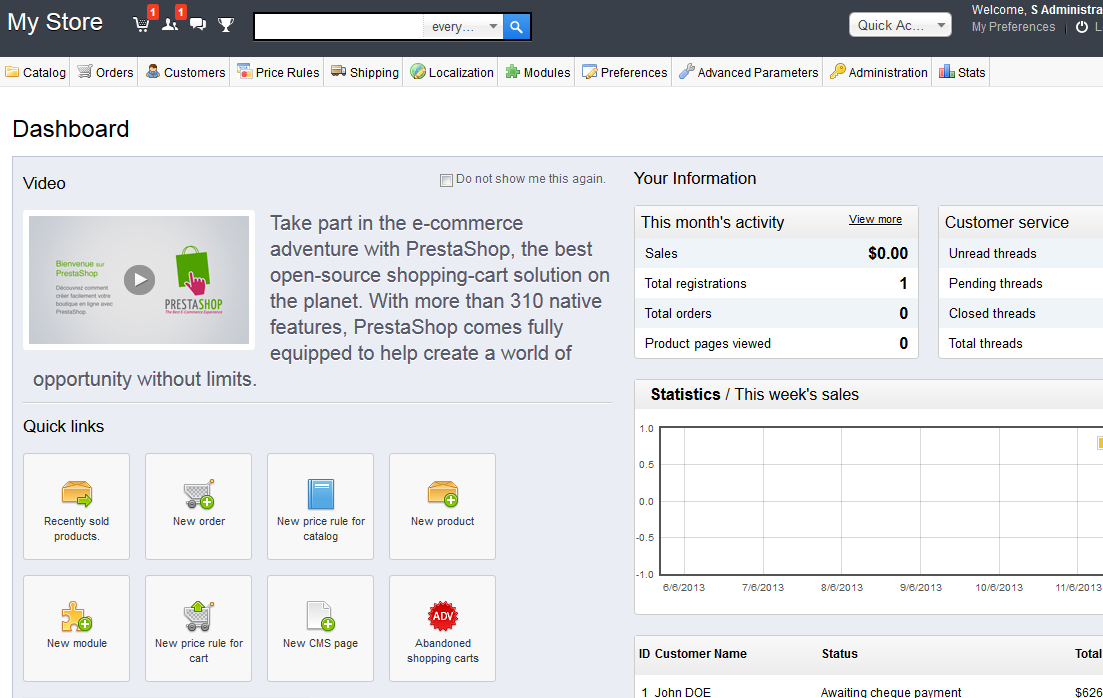 My Store
1
1
every...
Quick Ac...
Welcome, S Administra
My Preferences
L
Catalog
Orders
Customers
Price Rules
Shipping
Localization
Modules
Preferences
Advanced Parameters
Administration
Stats
Dashboard
Video
Do not show me this again.
Bienvenue sur
PrestaShop
Découvrez comment
créer facilement votre
boutique en ligne avec
PrestaShop
PRESTASHOP
The Best E-Commerce Experience
Take part in the e-commerce
adventure with PrestaShop, the best
open-source shopping-cart solution on
the planet. With more than 310 native
features, PrestaShop comes fully
equipped to help create a world of
opportunity without limits.
Quick links
Recently sold
products.
New order
New price rule for
catalog
New product
New module
New price rule for
cart
New CMS page
ADV
Abandoned
shopping carts
Your Information
This month's activity
View more
Sales $0.00
Total registrations 1
Total orders 0
Product pages viewed 0
Customer service
Unread threads
Pending threads
Closed threads
Total threads
Statistics / This week's sales
1.0
0.5
0.0
-0.5
-1.0
6/6/2013 7/6/2013 8/6/2013 9/6/2013 10/6/2013 11/6/2013
ID Customer Name Status Total
1 John DOE Awaiting cheque payment $626